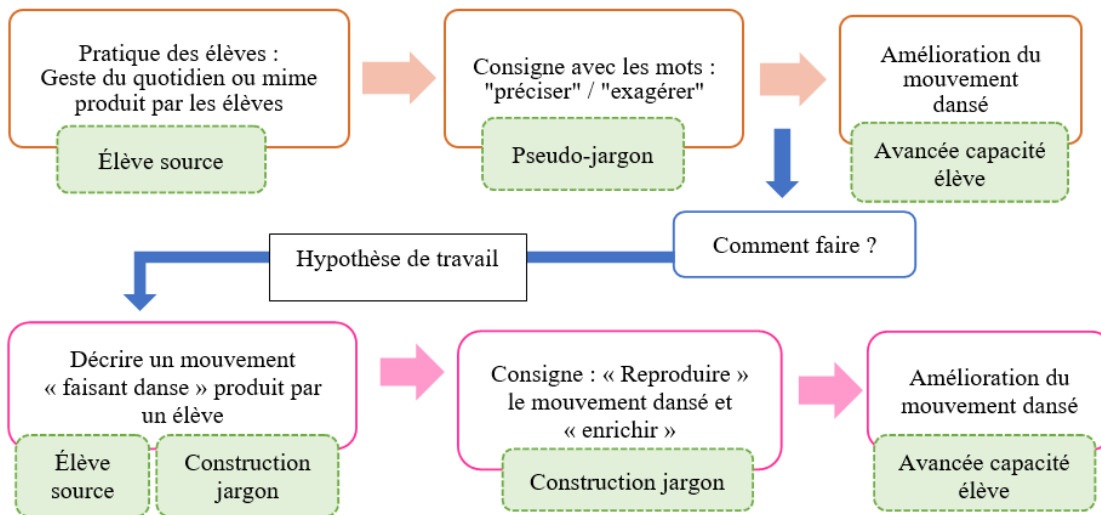 Pratique des élèves :
Geste du quotidien ou mime
produit par les élèves
Élève source
Consigne avec les mots :
"préciser" / "exagérer"
Pseudo-jargon
Amélioration du
mouvement
dansé
Avancée capacité
élève
Comment faire ?
Hypothèse de travail
Décrire un mouvement
« faisant danse » produit par
un élève
Élève
source
Construction
jargon
Consigne : « Reproduire »
le mouvement dansé et
« enrichir »
Construction jargon
Amélioration du
mouvement dansé
Avancée capacité
élève